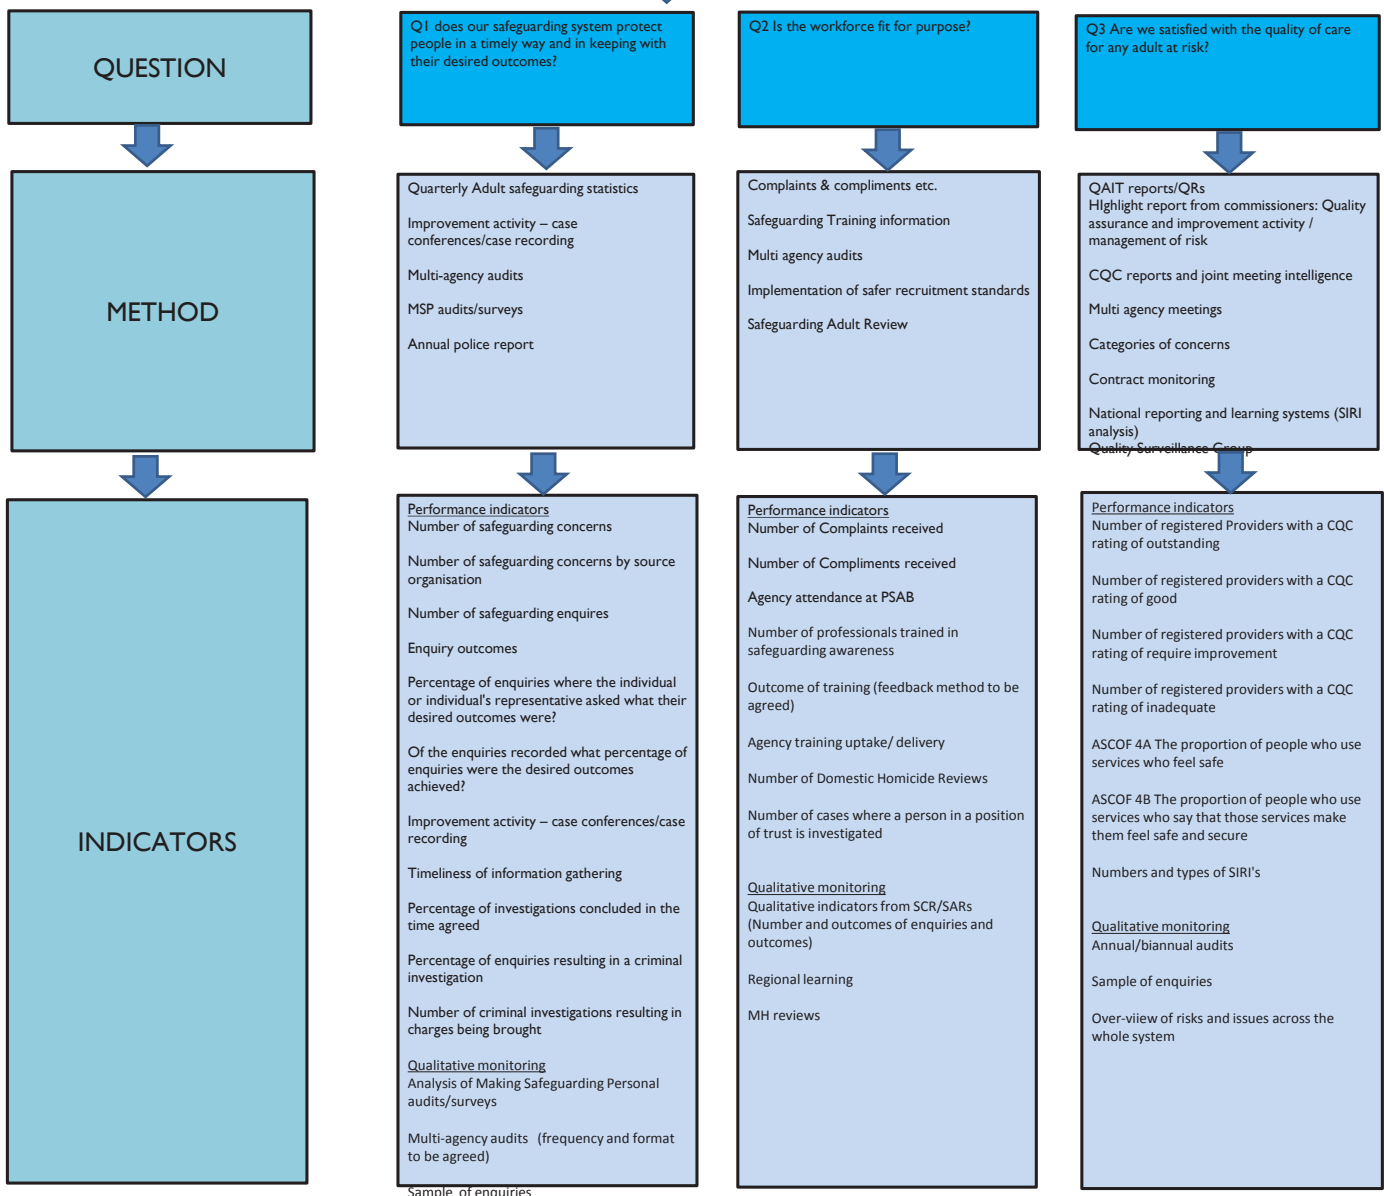 QUESTION
Q1 does our safeguarding system protect
people in a timely way and in keeping with
their desired outcomes?
Q2 Is the workforce fit for purpose?
Q3 Are we satisfied with the quality of care
for any adult at risk?
METHOD
Quarterly Adult safeguarding statistics
Improvement activity – case
conferences/case recording
Multi-agency audits
MSP audits/surveys
Annual police report
Complaints & compliments etc.
Safeguarding Training information
Multi agency audits
Implementation of safer recruitment standards
Safeguarding Adult Review
QAIT reports/QRs
HIghlight report from commissioners: Quality
assurance and improvement activity /
management of risk
CQC reports and joint meeting intelligence
Multi agency meetings
Categories of concerns
Contract monitoring
National reporting and learning systems (SIRI
analysis)
Quality Surveillance Group
INDICATORS
Performance indicators
Number of safeguarding concerns
Number of safeguarding concerns by source
organisation
Number of safeguarding enquires
Enquiry outcomes
Percentage of enquiries where the individual
or individual's representative asked what their
desired outcomes were?
Of the enquiries recorded what percentage of
enquiries were the desired outcomes
achieved?
Improvement activity – case conferences/case
recording
Timeliness of information gathering
Percentage of investigations concluded in the
time agreed
Percentage of enquiries resulting in a criminal
investigation
Number of criminal investigations resulting in
charges being brought
Qualitative monitoring
Analysis of Making Safeguarding Personal
audits/surveys
Multi-agency audits (frequency and format
to be agreed)
Sample of enquiries
Performance indicators
Number of Complaints received
Number of Compliments received
Agency attendance at PSAB
Number of professionals trained in
safeguarding awareness
Outcome of training (feedback method to be
agreed)
Agency training uptake/ delivery
Number of Domestic Homicide Reviews
Number of cases where a person in a position
of trust is investigated
Qualitative monitoring
Qualitative indicators from SCR/SARs
(Number and outcomes of enquiries and
outcomes)
Regional learning
MH reviews
Performance indicators
Number of registered Providers with a CQC
rating of outstanding
Number of registered providers with a CQC
rating of good
Number of registered providers with a CQC
rating of require improvement
Number of registered providers with a CQC
rating of inadequate
ASCOF 4A The proportion of people who use
services who feel safe
ASCOF 4B The proportion of people who use
services who say that those services make
them feel safe and secure
Numbers and types of SIRI's
Qualitative monitoring
Annual/biannual audits
Sample of enquiries
Over-viiew of risks and issues across the
whole system